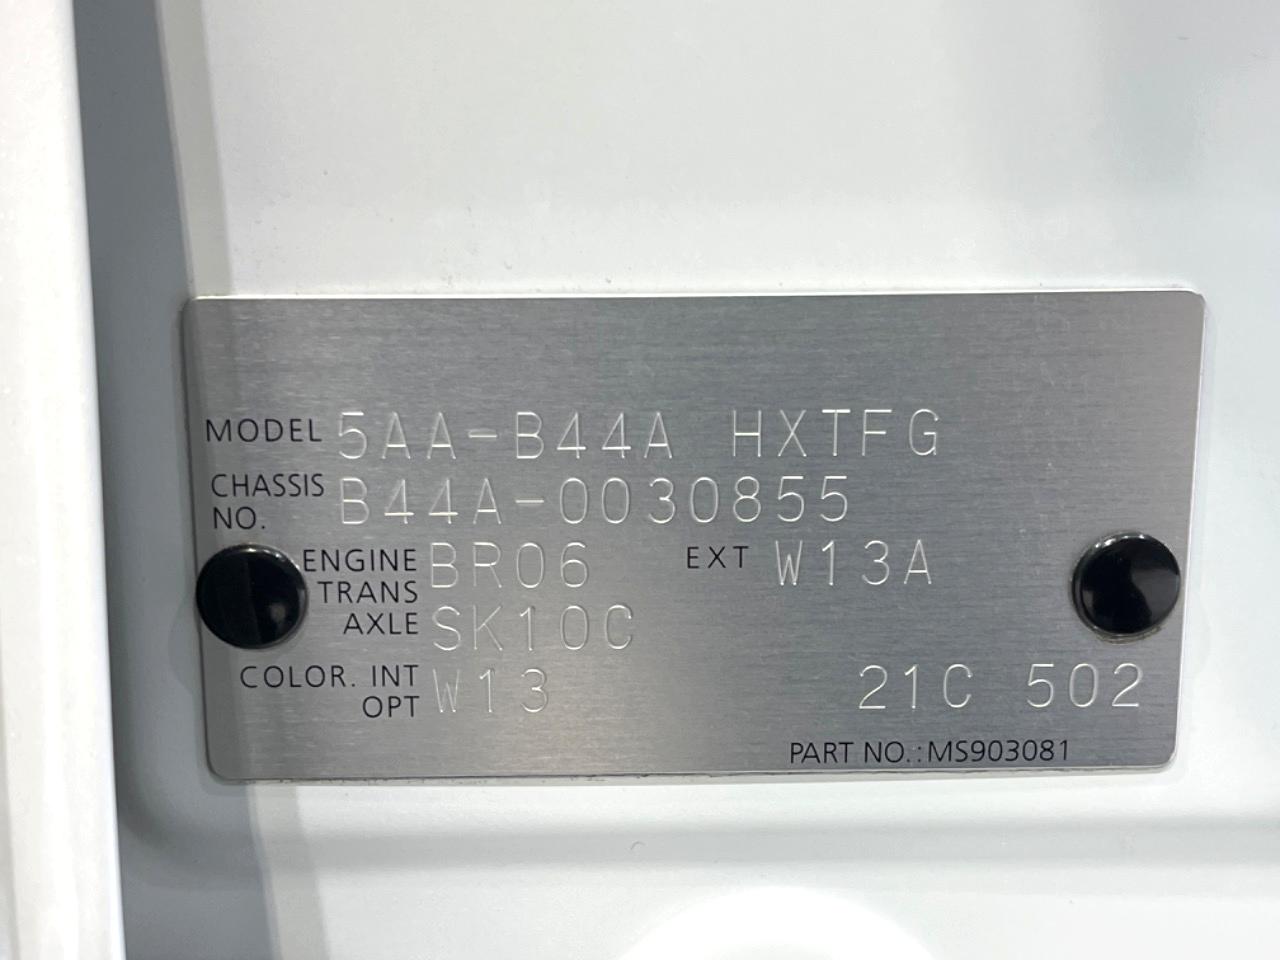 MODEL 5AA-B44A HXTFG
CHASSIS NO. B44A-0030855
ENGINE BR06 EXT W13A
TRANS
AXLE SK10C
COLOR. INT
OPT W13 21C 502
PART NO.: MS903081